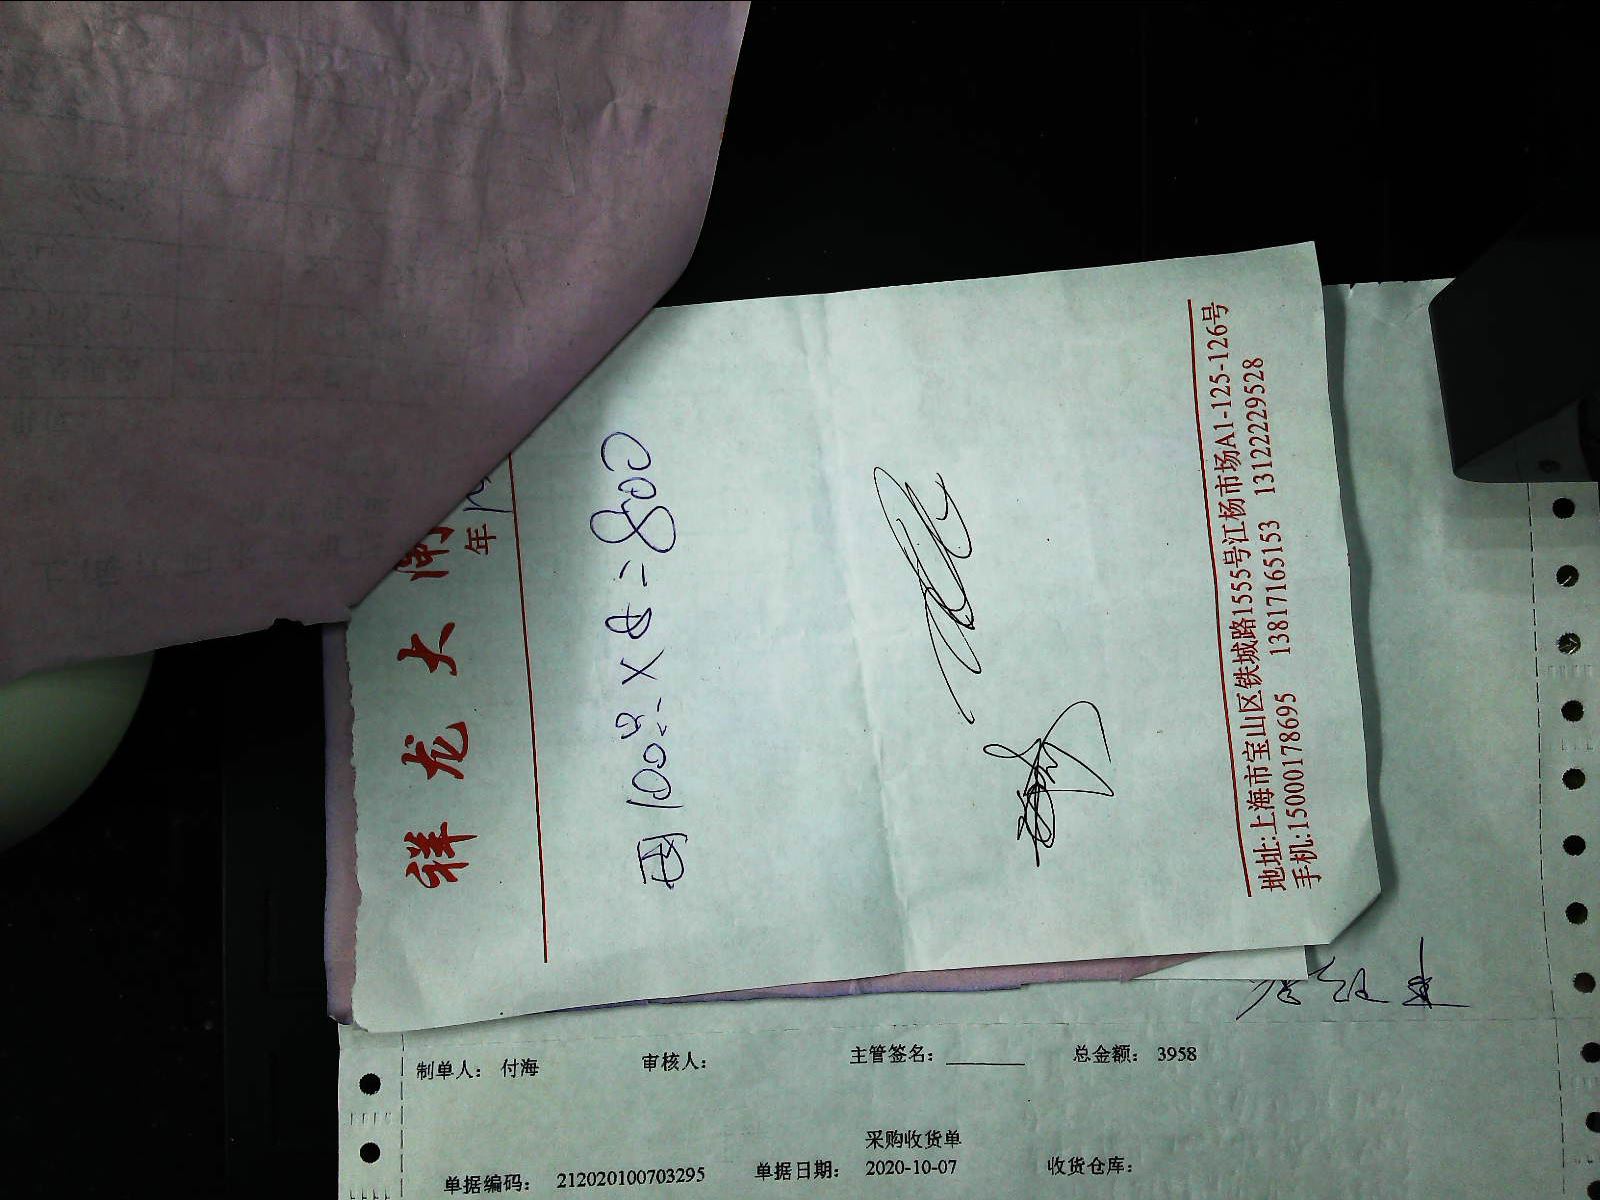 祥龙大闸
年
100只×8=800
地址:上海市宝山区铁城路1555号江杨市场A1-125-126号
手机:15000178695 13817165153 13122229528
制单人: 付海 审核人: 主管签名: 总金额: 3958
采购收货单
单据编码: 212020100703295 单据日期: 2020-10-07 收货仓库: